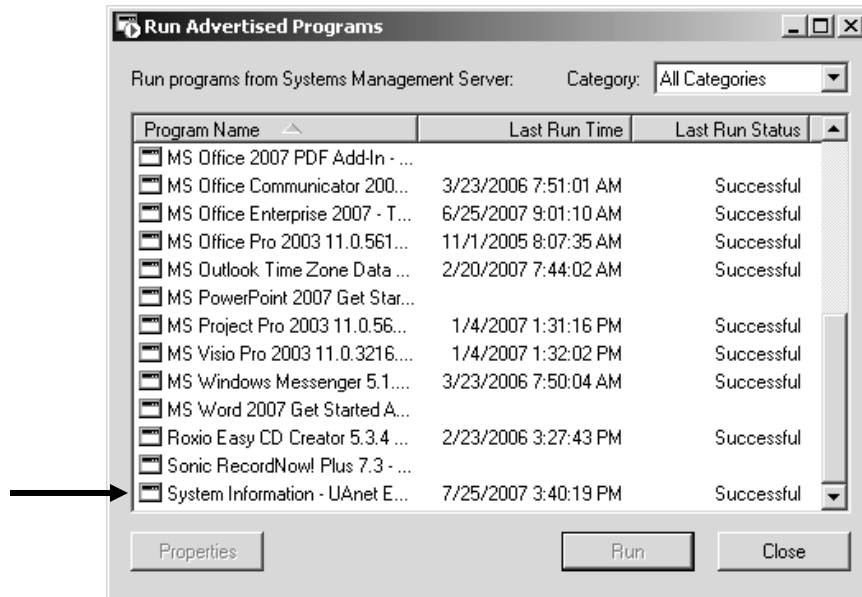 Run Advertised Programs
Run programs from Systems Management Server: Category: All Categories
Program Name Last Run Time Last Run Status
MS Office 2007 PDF Add-In - ...
MS Office Communicator 200... 3/23/2006 7:51:01 AM Successful
MS Office Enterprise 2007 - T... 6/25/2007 9:01:10 AM Successful
MS Office Pro 2003 11.0.561... 11/1/2005 8:07:35 AM Successful
MS Outlook Time Zone Data ... 2/20/2007 7:44:02 AM Successful
MS PowerPoint 2007 Get Star...
MS Project Pro 2003 11.0.56... 1/4/2007 1:31:16 PM Successful
MS Visio Pro 2003 11.0.3216.... 1/4/2007 1:32:02 PM Successful
MS Windows Messenger 5.1.... 3/23/2006 7:50:04 AM Successful
MS Word 2007 Get Started A...
Roxio Easy CD Creator 5.3.4 ... 2/23/2006 3:27:43 PM Successful
Sonic RecordNow! Plus 7.3 - ...
System Information - UAnet E... 7/25/2007 3:40:19 PM Successful
Properties Run Close